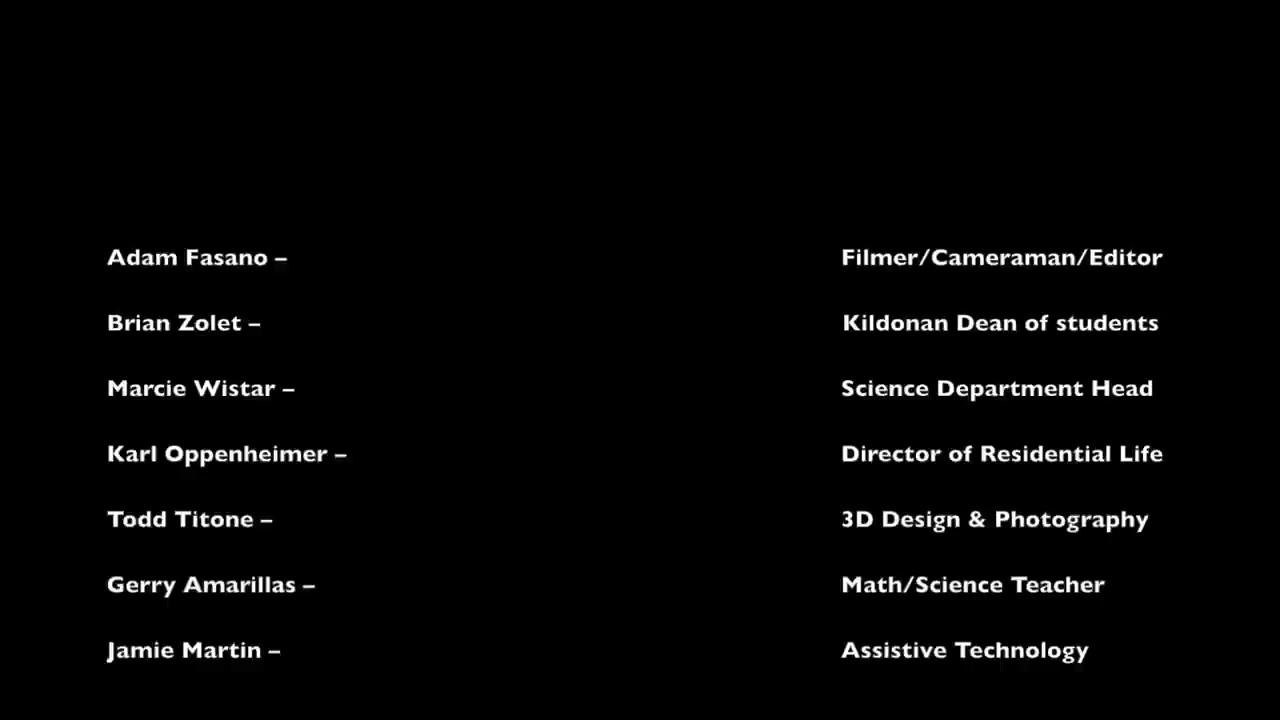 Adam Fasano – Filmer/Cameraman/Editor
Brian Zolet – Kildonan Dean of students
Marcie Wistar – Science Department Head
Karl Oppenheimer – Director of Residential Life
Todd Titone – 3D Design & Photography
Gerry Amarillas – Math/Science Teacher
Jamie Martin – Assistive Technology